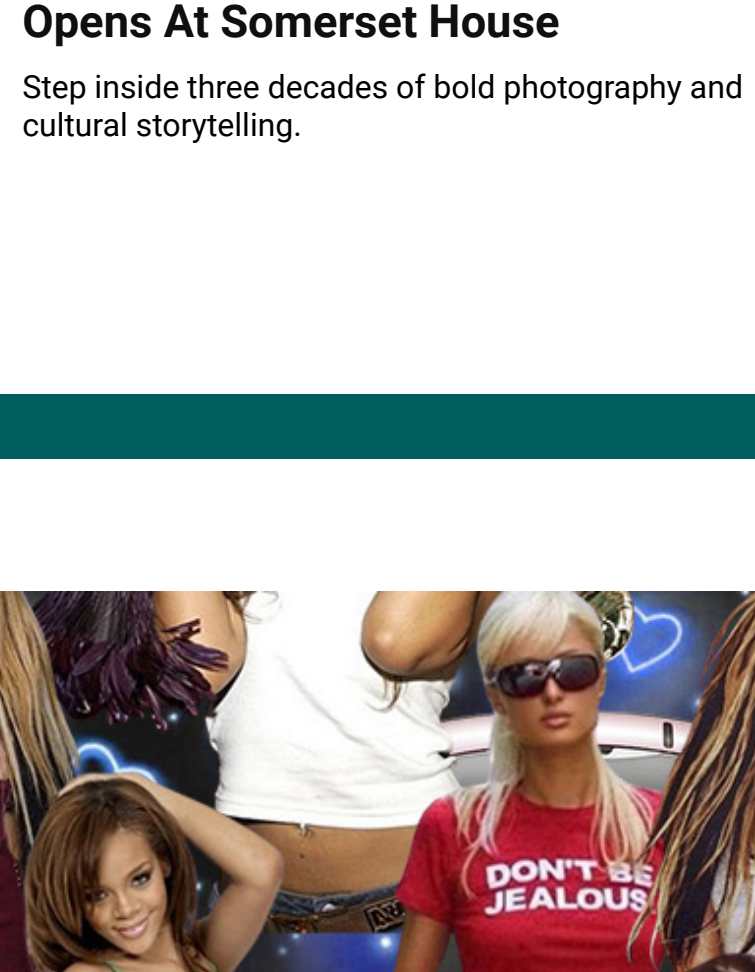 Opens At Somerset House
Step inside three decades of bold photography and
cultural storytelling.
DON'T BE
JEALOUS